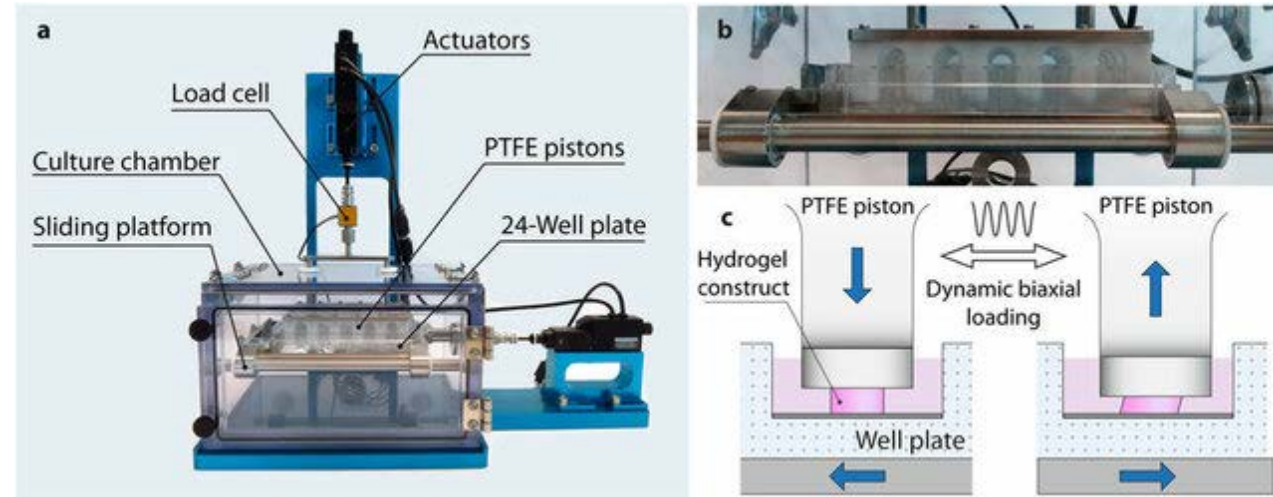 a
Actuators
Load cell
PTFE pistons
Culture chamber
Sliding platform
24-Well plate
b
c
PTFE piston
PTFE piston
Hydrogel
construct
Dynamic biaxial
loading
Well plate